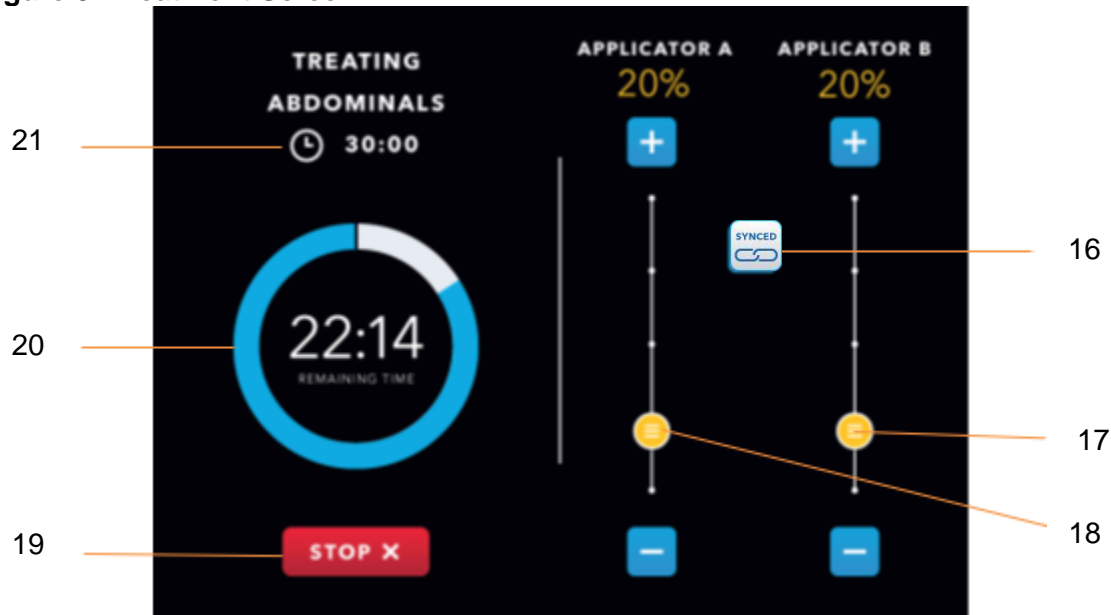 TREATING
ABDOMINALS
30:00
22:14
REMAINING TIME
STOP X
APPLICATOR A
20%
APPLICATOR B
20%
SYNCED
21
20
19
16
17
18